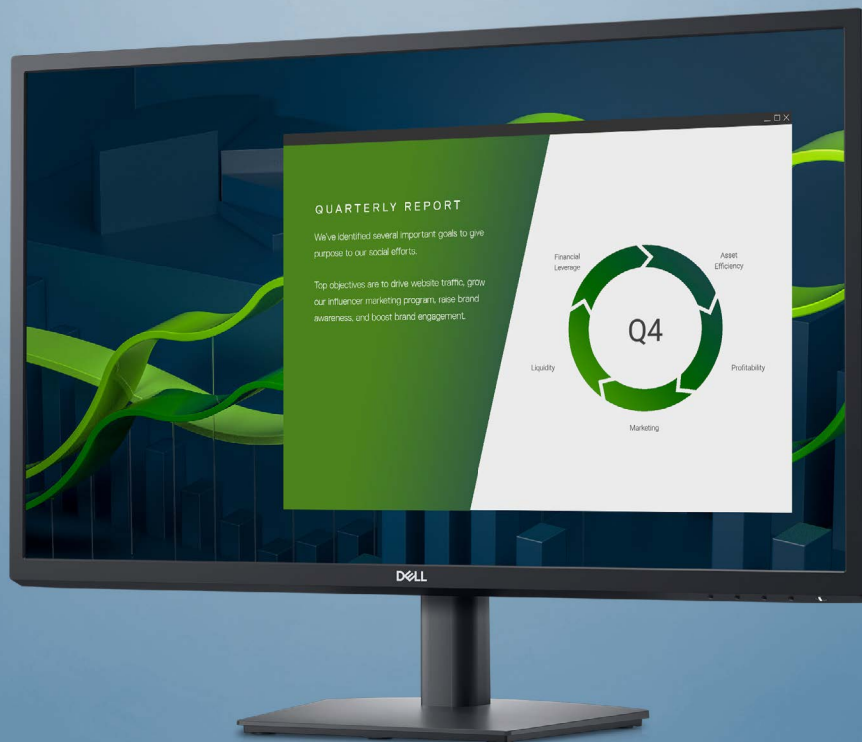 QUARTERLY REPORT
We've identified several important goals to give
purpose to our social efforts.
Top objectives are to drive website traffic, grow
our influencer marketing program, raise brand
awareness, and boost brand engagement.
Financial
Leverage
Asset
Efficiency
Q4
Liquidity
Profitability
Marketing
DELL